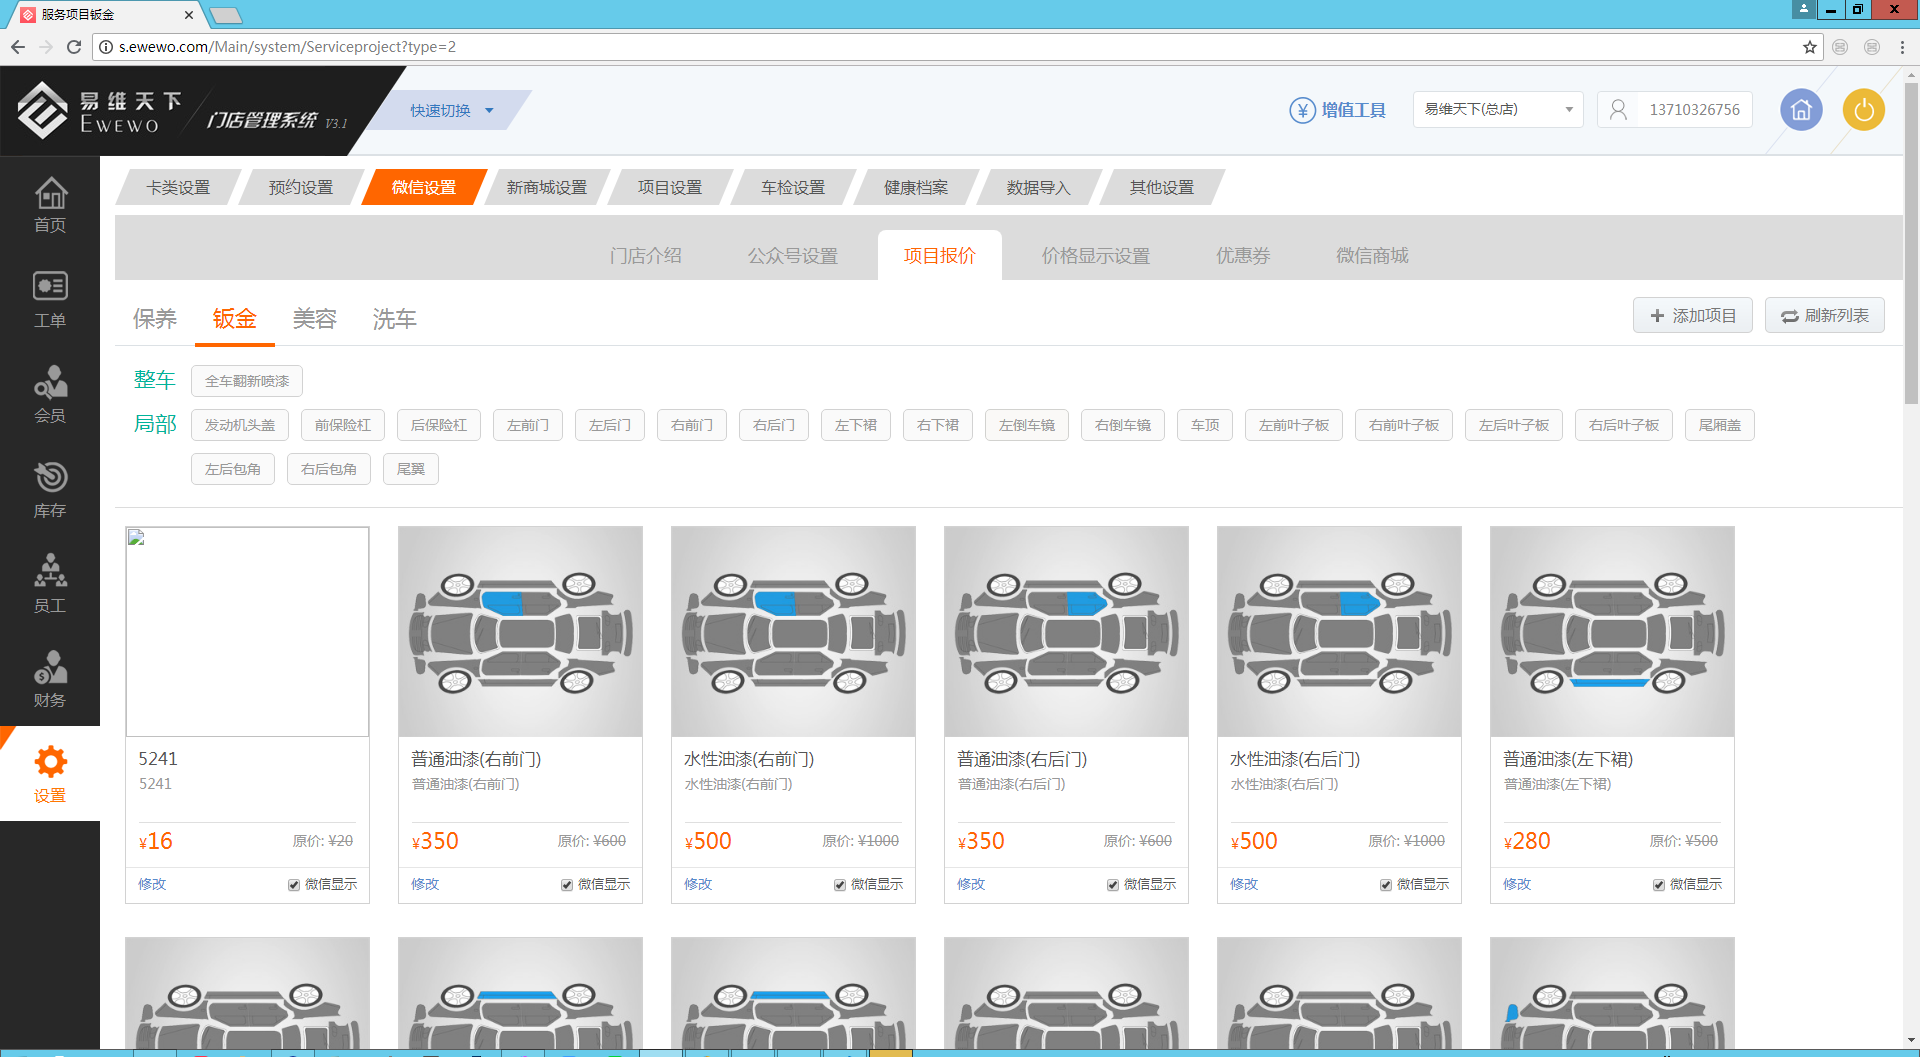 服务项目钣金
s.ewewo.com/Main/system/Serviceproject?type=2
易维天下
EWEWO
门店管理系统 V3.1
快速切换
增值工具
易维天下(总店)
13710326756
首页
工单
会员
库存
员工
财务
设置
卡类设置 预约设置 微信设置 新商城设置 项目设置 车检设置 健康档案 数据导入 其他设置
门店介绍 公众号设置 项目报价 价格显示设置 优惠券 微信商城
保养 钣金 美容 洗车
添加项目 刷新列表
整车 全车翻新喷漆
局部 发动机头盖 前保险杠 后保险杠 左前门 左后门 右前门 右后门 左下裙 右下裙 左倒车镜 右倒车镜 车顶 左前叶子板 右前叶子板 左后叶子板 右后叶子板 尾厢盖
左后包角 右后包角 尾翼
5241
5241
¥16 原价: ¥20
修改 微信显示
普通油漆(右前门)
普通油漆(右前门)
¥350 原价: ¥600
修改 微信显示
水性油漆(右前门)
水性油漆(右前门)
¥500 原价: ¥1000
修改 微信显示
普通油漆(右后门)
普通油漆(右后门)
¥350 原价: ¥600
修改 微信显示
水性油漆(右后门)
水性油漆(右后门)
¥500 原价: ¥1000
修改 微信显示
普通油漆(左下裙)
普通油漆(左下裙)
¥280 原价: ¥500
修改 微信显示